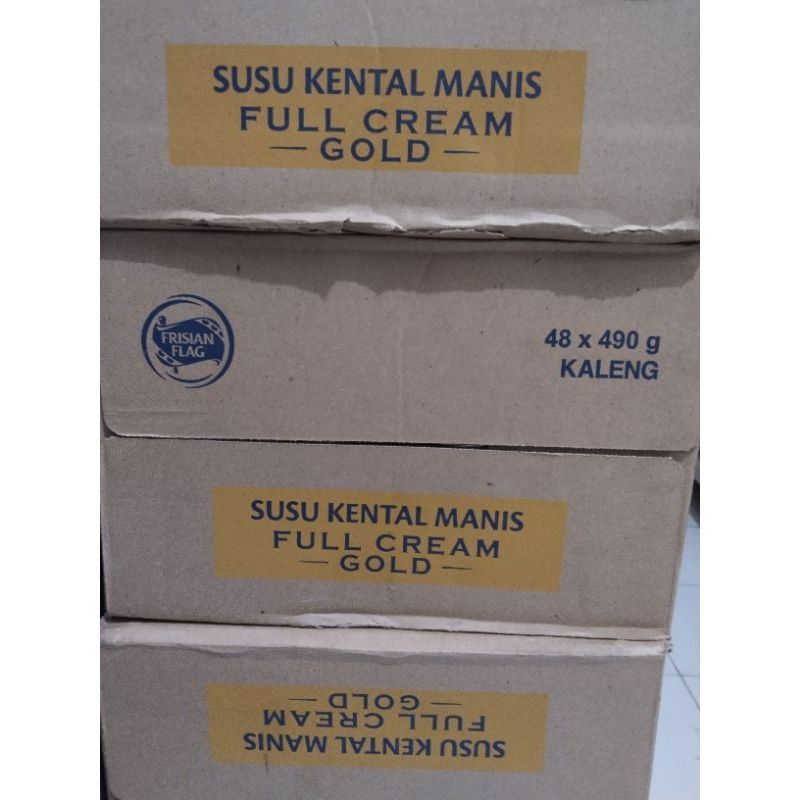 SUSU KENTAL MANIS
FULL CREAM
— GOLD —
FRISIAN
FLAG
48 x 490 g
KALENG
SUSU KENTAL MANIS
FULL CREAM
— GOLD —
SUSU KENTAL MANIS
FULL CREAM
— GOLD —